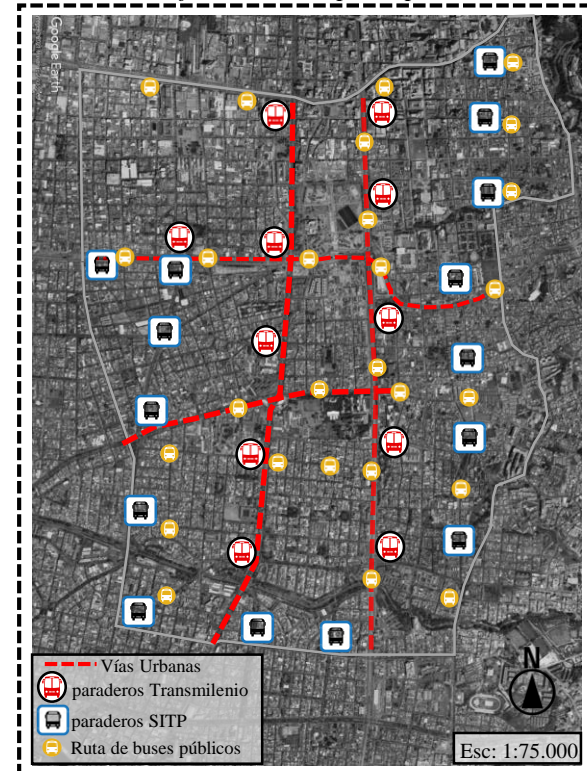 Google Earth
N
Vías Urbanas
paraderos Transmilenio
paraderos SITP
Ruta de buses públicos
Esc: 1:75.000